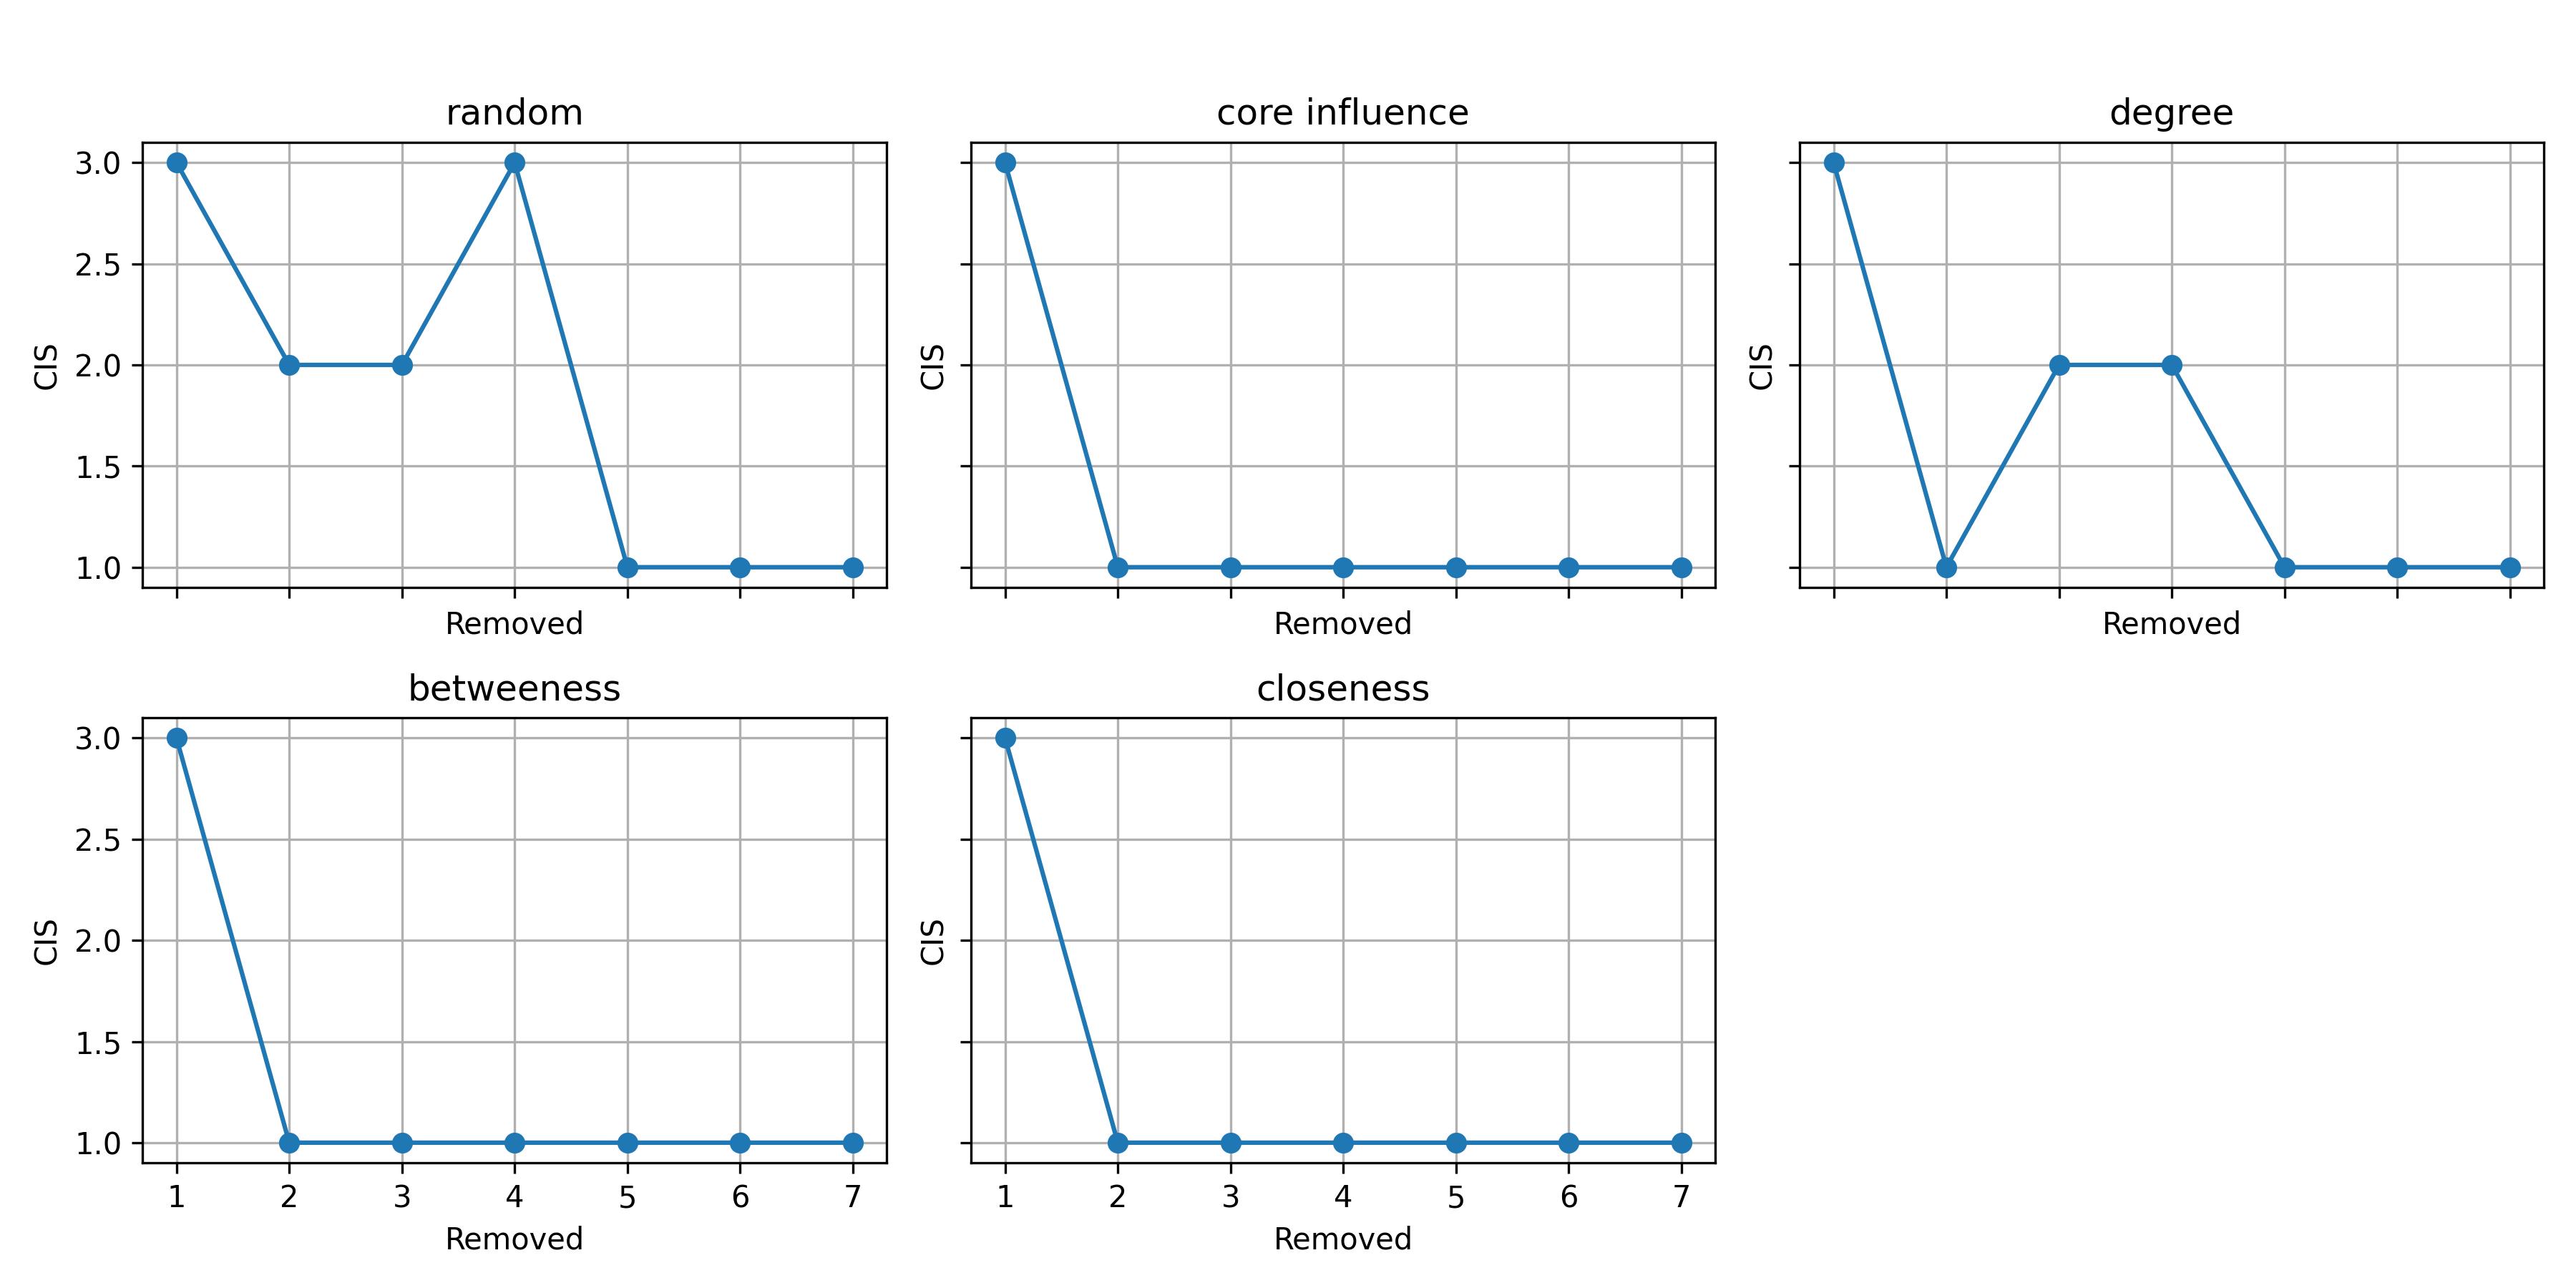 random
core influence
degree
3.0
2.5
2.0
1.5
1.0
CIS
CIS
CIS
Removed
Removed
Removed
betweeness
closeness
3.0
2.5
2.0
1.5
1.0
CIS
CIS
1 2 3 4 5 6 7
1 2 3 4 5 6 7
Removed
Removed